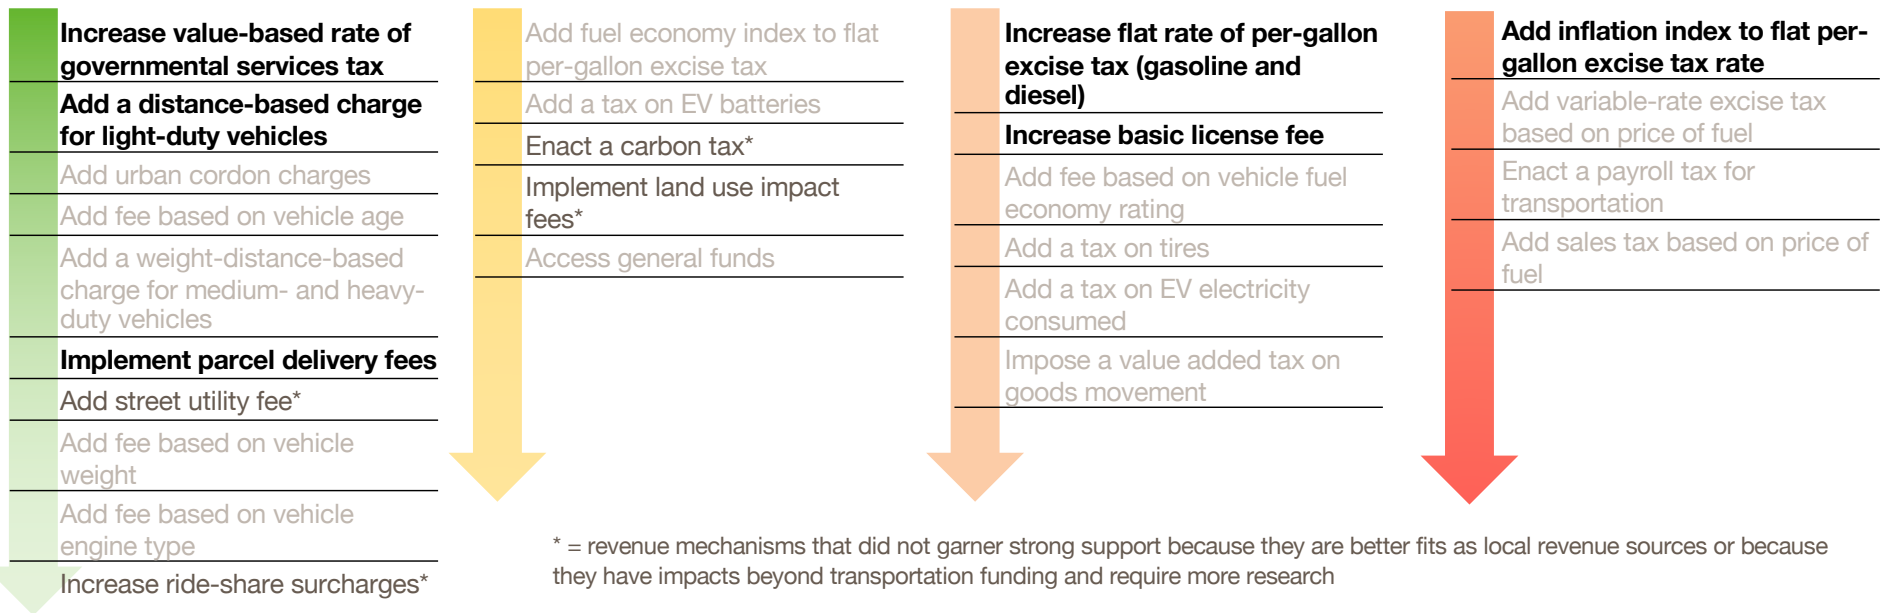 Increase value-based rate of
governmental services tax
Add a distance-based charge
for light-duty vehicles
Add urban cordon charges
Add fee based on vehicle age
Add a weight-distance-based
charge for medium- and heavy-
duty vehicles
Implement parcel delivery fees
Add street utility fee*
Add fee based on vehicle
weight
Add fee based on vehicle
engine type
Increase ride-share surcharges*
Add fuel economy index to flat
per-gallon excise tax
Add a tax on EV batteries
Enact a carbon tax*
Implement land use impact
fees*
Access general funds
Increase flat rate of per-gallon
excise tax (gasoline and
diesel)
Increase basic license fee
Add fee based on vehicle fuel
economy rating
Add a tax on tires
Add a tax on EV electricity
consumed
Impose a value added tax on
goods movement
Add inflation index to flat per-
gallon excise tax rate
Add variable-rate excise tax
based on price of fuel
Enact a payroll tax for
transportation
Add sales tax based on price of
fuel
* = revenue mechanisms that did not garner strong support because they are better fits as local revenue sources or because
they have impacts beyond transportation funding and require more research